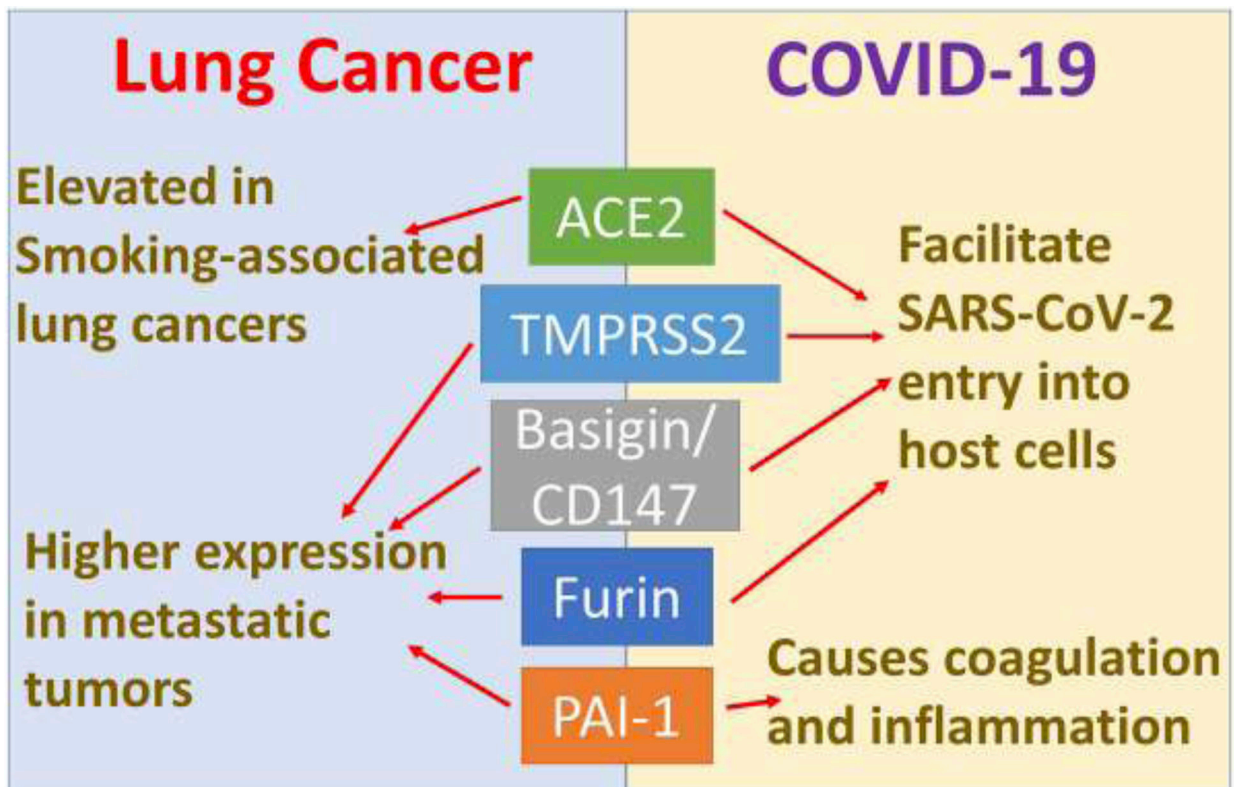 Lung Cancer
COVID-19
Elevated in
Smoking-associated
lung cancers
Higher expression
in metastatic
tumors
ACE2
TMPRSS2
Basigin/
CD147
Furin
PAI-1
Facilitate
SARS-CoV-2
entry into
host cells
Causes coagulation
and inflammation